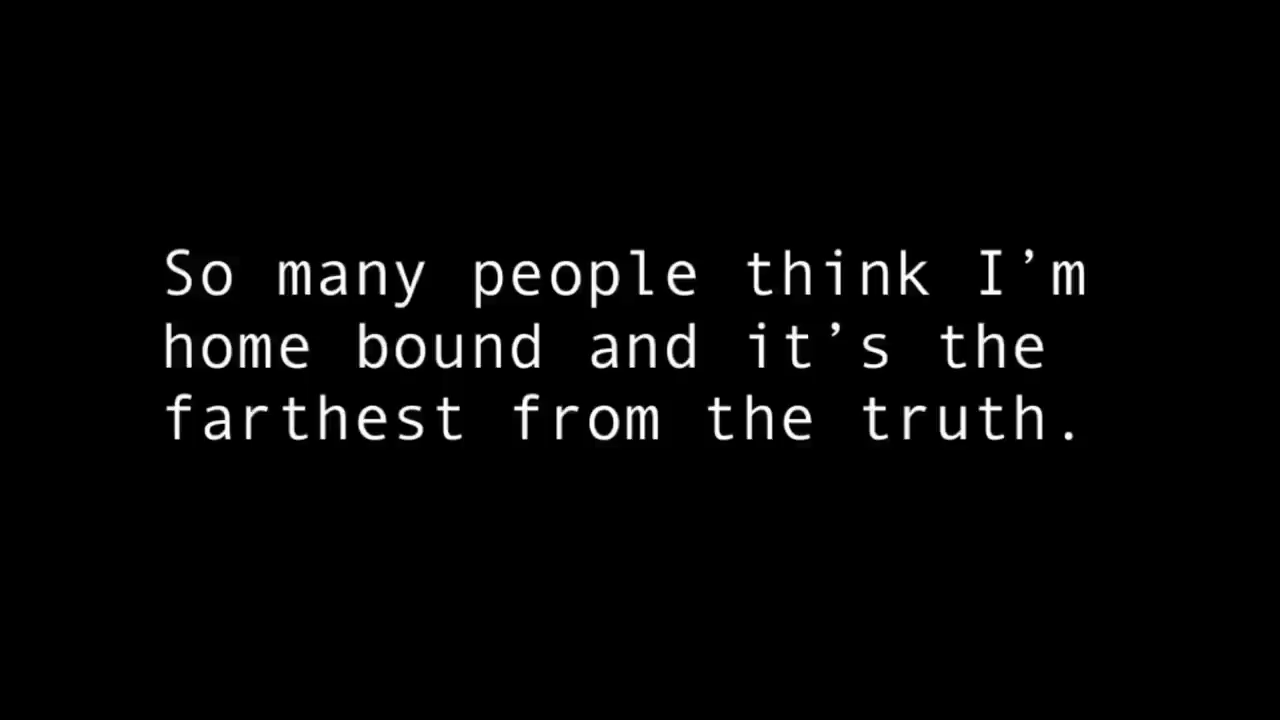 So many people think I’m
home bound and it’s the
farthest from the truth.